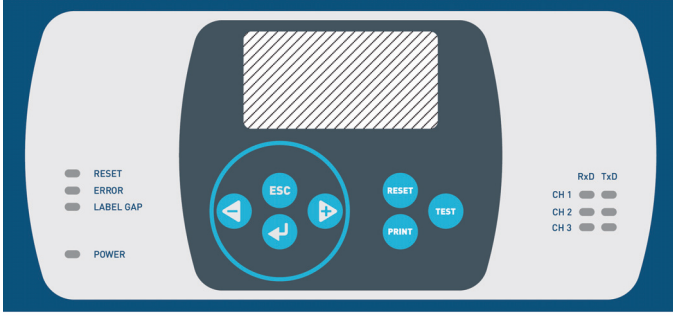 RESET
ERROR
LABEL GAP
POWER
ESC
-
+
RESET
PRINT
TEST
RxD TxD
CH 1
CH 2
CH 3